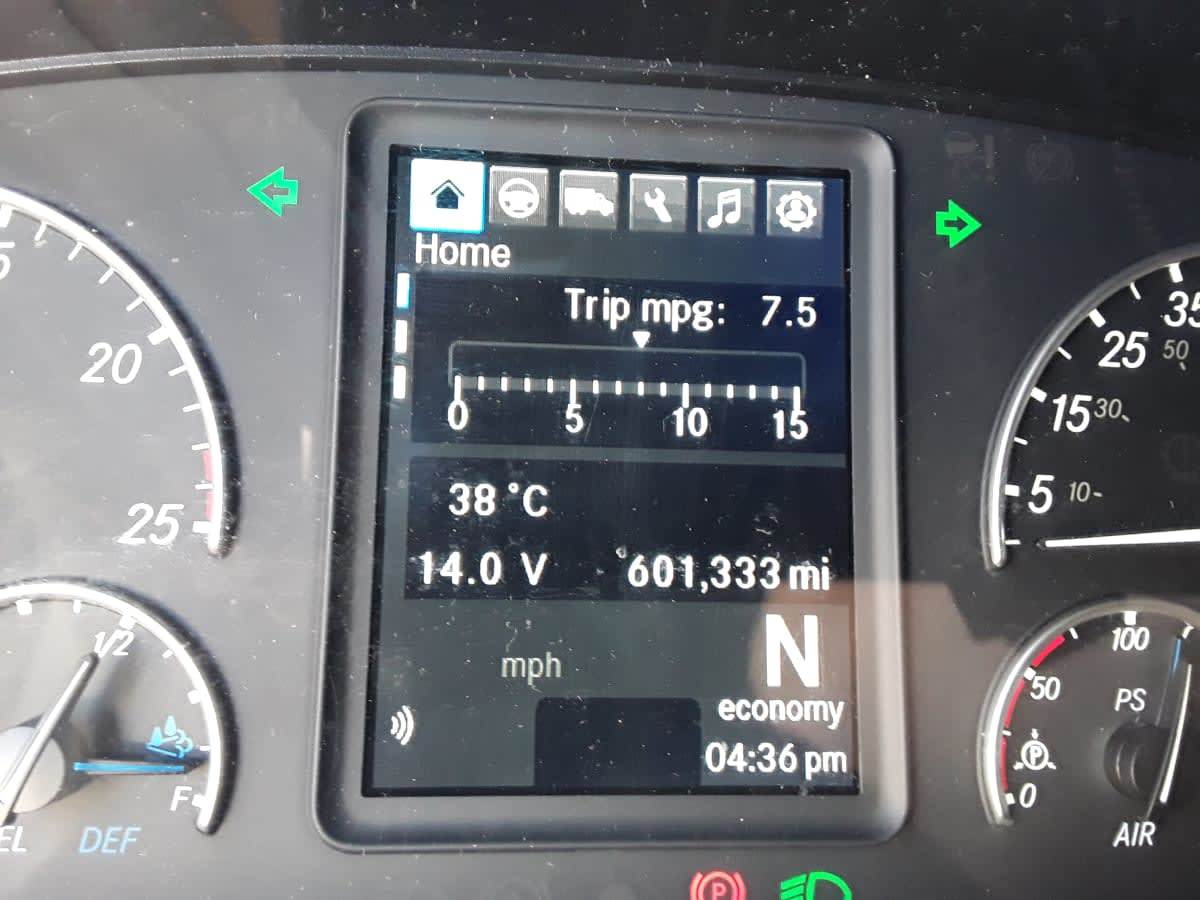 Home
Trip mpg: 7.5
0 5 10 15
38 °C
14.0 V 601,333 mi
mph N
economy
04:36 pm
20
25
1/2
F
DEF
35
25 50
15 30
5 10
100
50
PS
P
0
AIR
P